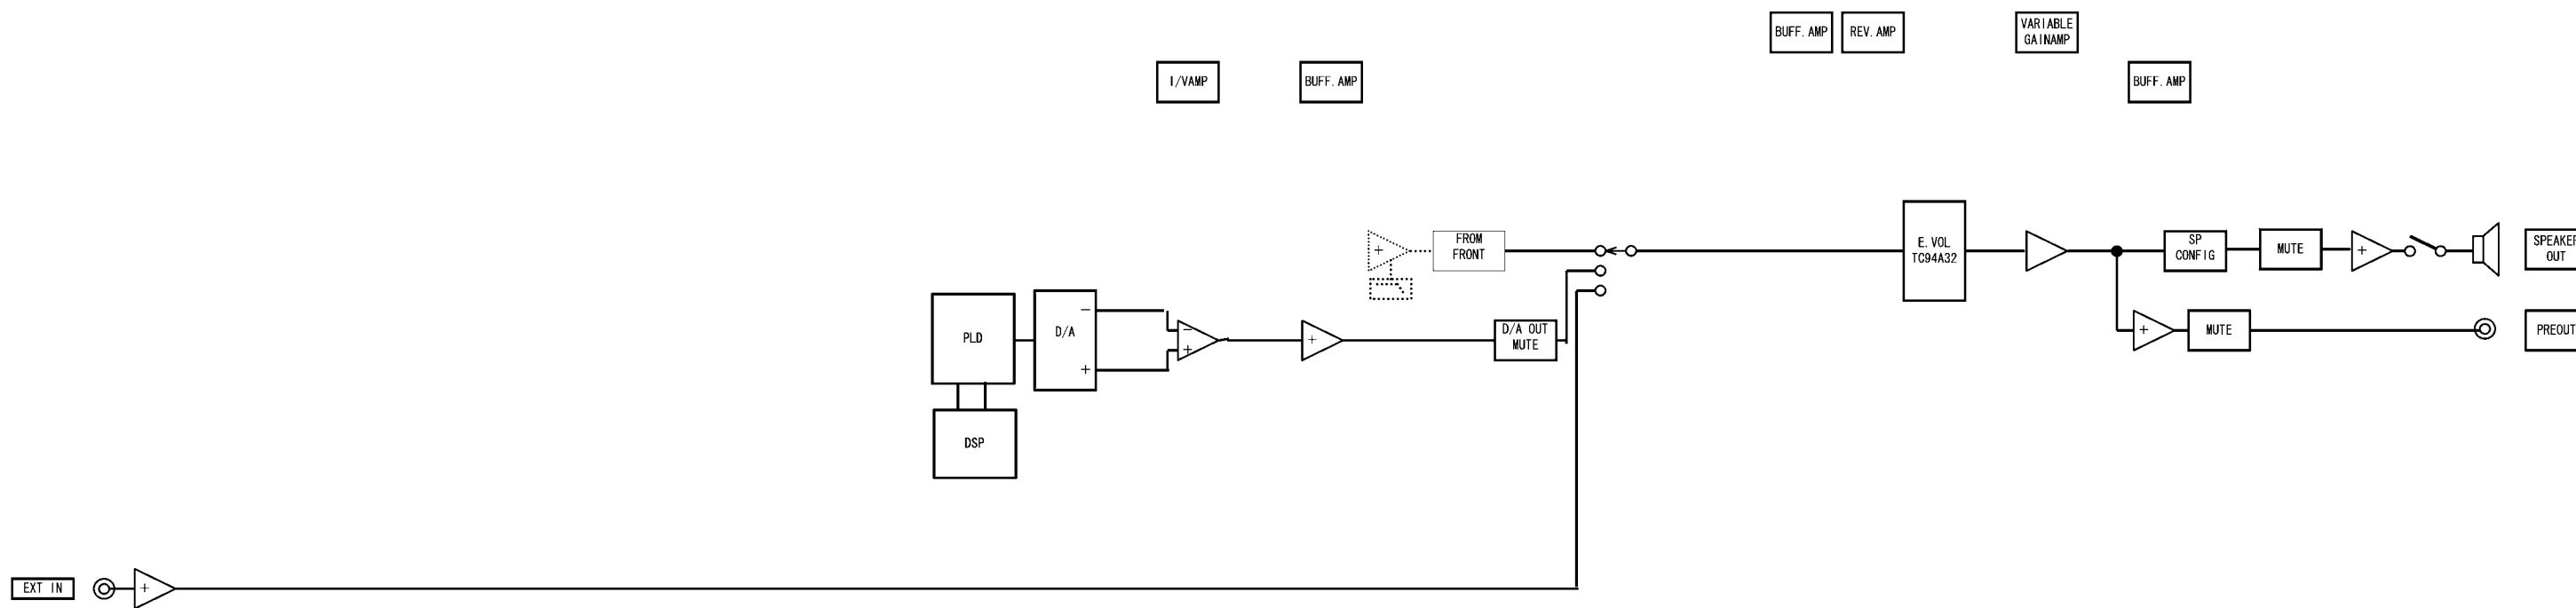 BUFF. AMP
REV. AMP
VARIABLE
GAINAMP
I/VAMP
BUFF. AMP
BUFF. AMP
+
FROM
FRONT
E. VOL
TC94A32
SP
CONFIG
MUTE
+
SPEAKER
OUT
PLD
D/A
−
+
−
+
+
D/A OUT
MUTE
+
MUTE
PREOUT
DSP
EXT IN
+